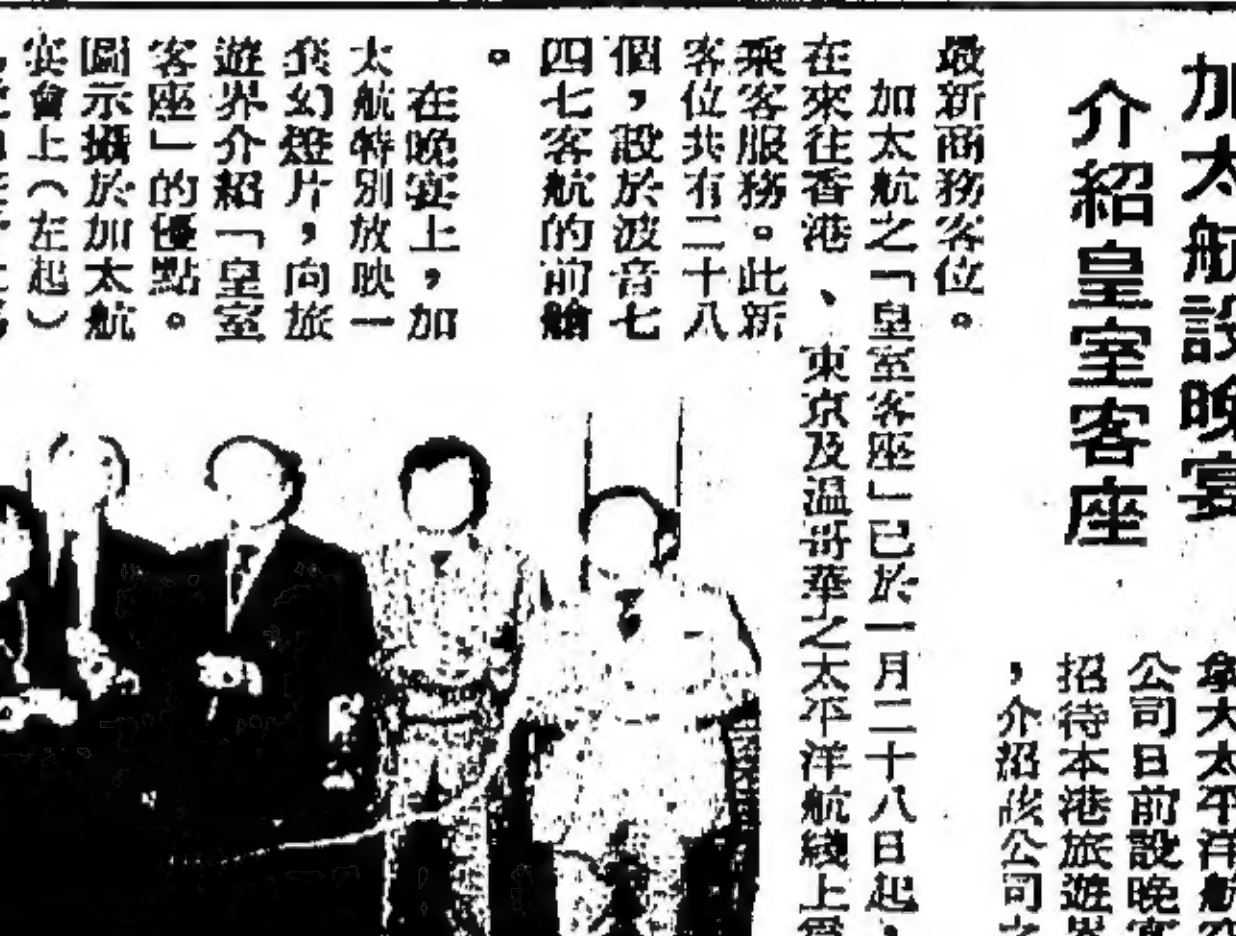 加太航設晚宴
介紹皇室客座
拿大太平洋航空
公司日前設晚宴
招待本港旅遊界
，介紹該公司之
最新商務客位。
加太航之「皇室客座」已於一月二十八日起，
在來往香港、東京及温哥華之太平洋航綫上爲
乘客服務。此新
客位共有二十八
個，設於波音七
四七客航的前艙
。
在晚宴上，加
太航特別放映一
套幻燈片，向旅
遊界介紹「皇室
客座」的優點。
圖示攝於加太航
宴會上（左起）